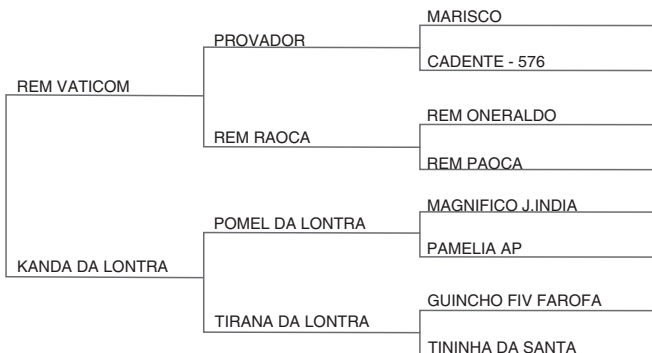 MARISCO
PROVADOR
CADENTE - 576
REM VATICOM
REM ONERALDO
REM RAOCA
REM PAOCA
MAGNIFICO J.INDIA
POMEL DA LONTRA
PAMELIA AP
KANDA DA LONTRA
GUINCHO FIV FAROFA
TIRANA DA LONTRA
TININHA DA SANTA